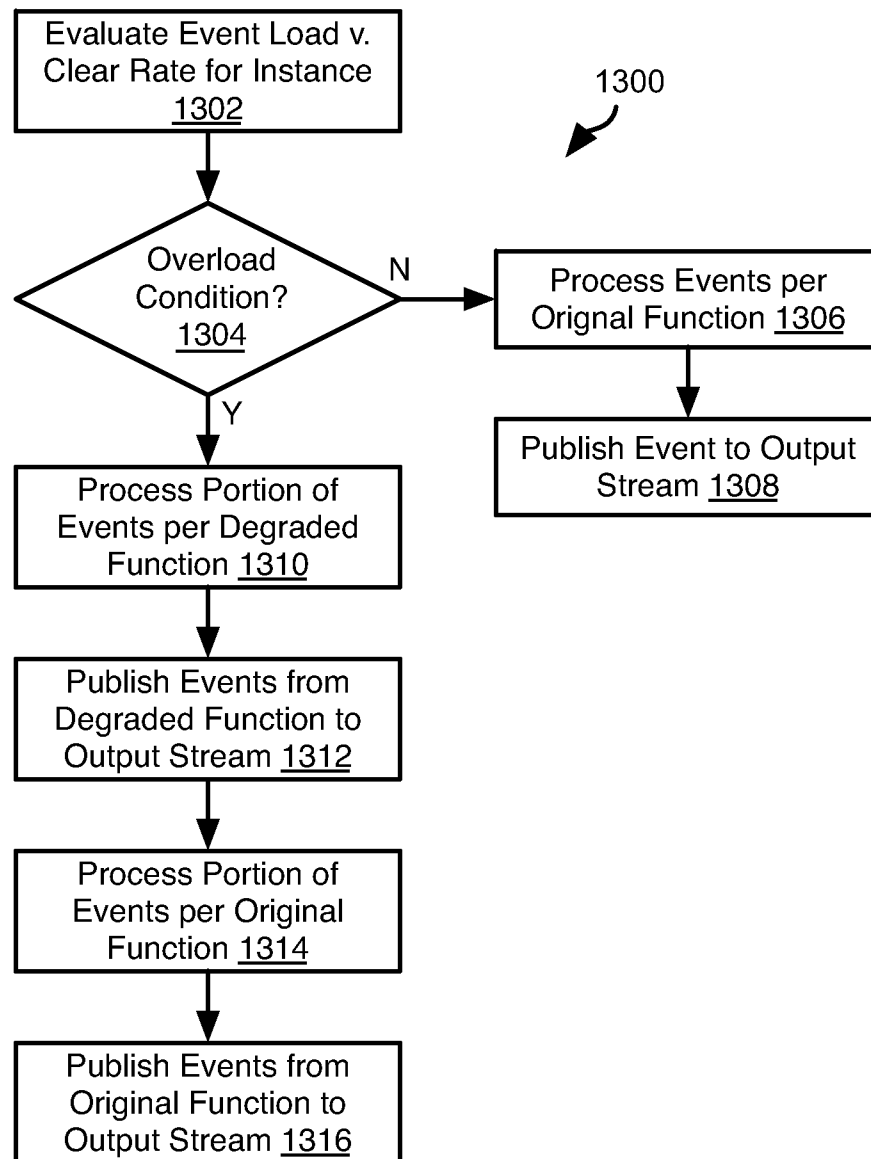 Evaluate Event Load v.
Clear Rate for Instance
1302
1300
Overload
Condition?
1304
N
Process Events per
Orignal Function 1306
Publish Event to Output
Stream 1308
Y
Process Portion of
Events per Degraded
Function 1310
Publish Events from
Degraded Function to
Output Stream 1312
Process Portion of
Events per Original
Function 1314
Publish Events from
Original Function to
Output Stream 1316